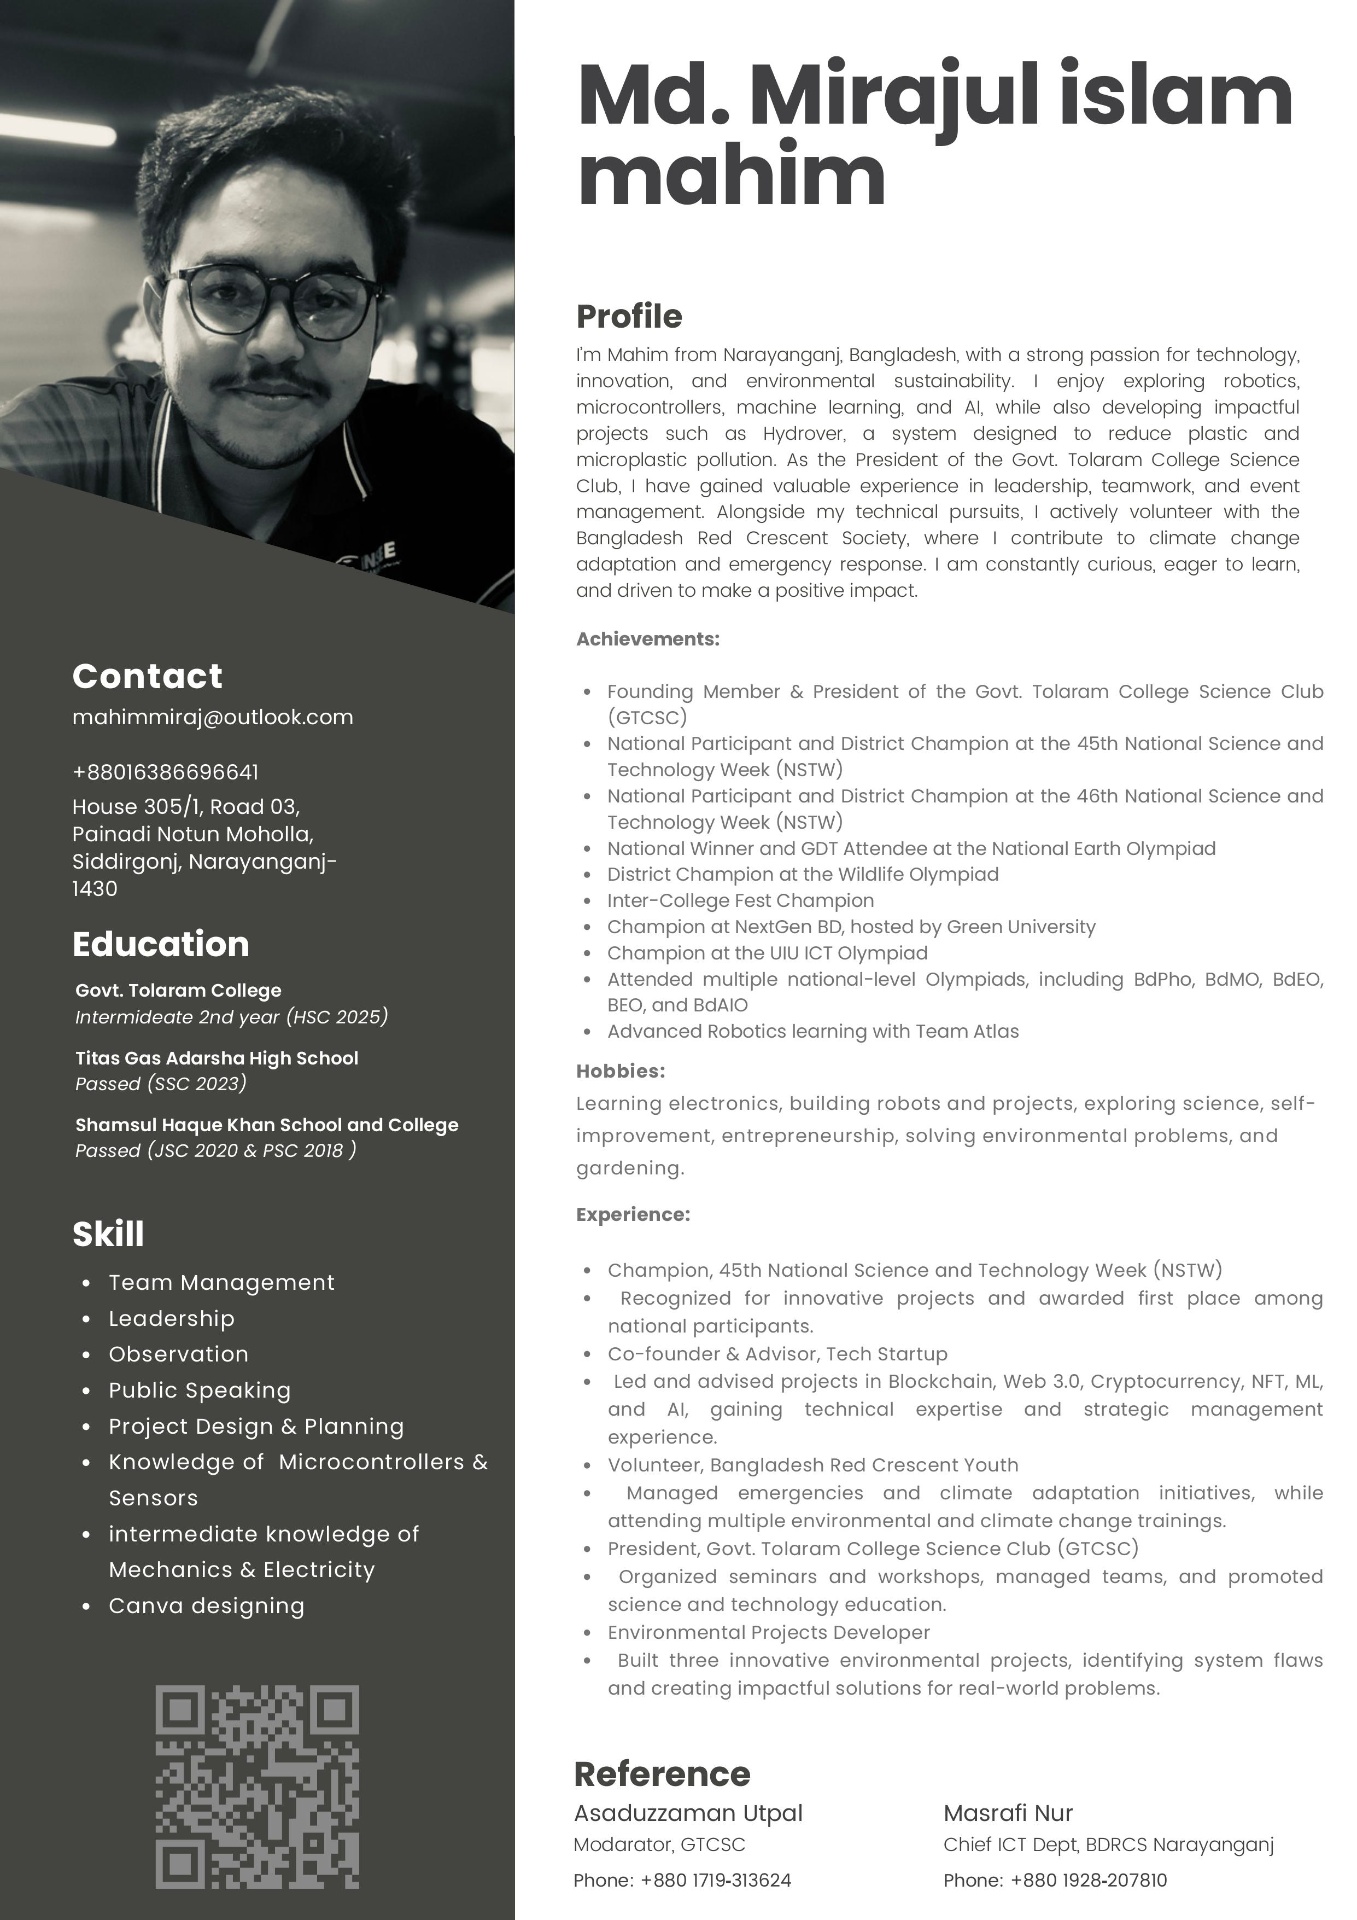 Md. Mirajul islam
mahim
Profile
I'm Mahim from Narayanganj, Bangladesh, with a strong passion for technology,
innovation, and environmental sustainability. I enjoy exploring robotics,
microcontrollers, machine learning, and AI, while also developing impactful
projects such as Hydrover, a system designed to reduce plastic and
microplastic pollution. As the President of the Govt. Tolaram College Science
Club, I have gained valuable experience in leadership, teamwork, and event
management. Alongside my technical pursuits, I actively volunteer with the
Bangladesh Red Crescent Society, where I contribute to climate change
adaptation and emergency response. I am constantly curious, eager to learn,
and driven to make a positive impact.
Achievements:
• Founding Member & President of the Govt. Tolaram College Science Club
(GTCSC)
• National Participant and District Champion at the 45th National Science and
Technology Week (NSTW)
• National Participant and District Champion at the 46th National Science and
Technology Week (NSTW)
• National Winner and GDT Attendee at the National Earth Olympiad
• District Champion at the Wildlife Olympiad
• Inter-College Fest Champion
• Champion at NextGen BD, hosted by Green University
• Champion at the UIU ICT Olympiad
• Attended multiple national-level Olympiads, including BdPho, BdMO, BdEO,
BEO, and BdAIO
• Advanced Robotics learning with Team Atlas
Hobbies:
Learning electronics, building robots and projects, exploring science, self-
improvement, entrepreneurship, solving environmental problems, and
gardening.
Experience:
• Champion, 45th National Science and Technology Week (NSTW)
• Recognized for innovative projects and awarded first place among
national participants.
• Co-founder & Advisor, Tech Startup
• Led and advised projects in Blockchain, Web 3.0, Cryptocurrency, NFT, ML,
and AI, gaining technical expertise and strategic management
experience.
• Volunteer, Bangladesh Red Crescent Youth
• Managed emergencies and climate adaptation initiatives, while
attending multiple environmental and climate change trainings.
• President, Govt. Tolaram College Science Club (GTCSC)
• Organized seminars and workshops, managed teams, and promoted
science and technology education.
• Environmental Projects Developer
• Built three innovative environmental projects, identifying system flaws
and creating impactful solutions for real-world problems.
Reference
Asaduzzaman Utpal
Modarator, GTCSC
Phone: +880 1719-313624
Masrafi Nur
Chief ICT Dept, BDRCS Narayanganj
Phone: +880 1928-207810
Contact
mahimmiraj@outlook.com
+88016386696641
House 305/1, Road 03,
Painadi Notun Moholla,
Siddirgonj, Narayanganj-
1430
Education
Govt. Tolaram College
Intermideate 2nd year (HSC 2025)
Titas Gas Adarsha High School
Passed (SSC 2023)
Shamsul Haque Khan School and College
Passed (JSC 2020 & PSC 2018 )
Skill
• Team Management
• Leadership
• Observation
• Public Speaking
• Project Design & Planning
• Knowledge of  Microcontrollers &
Sensors
• intermediate knowledge of
Mechanics & Electricity
• Canva designing